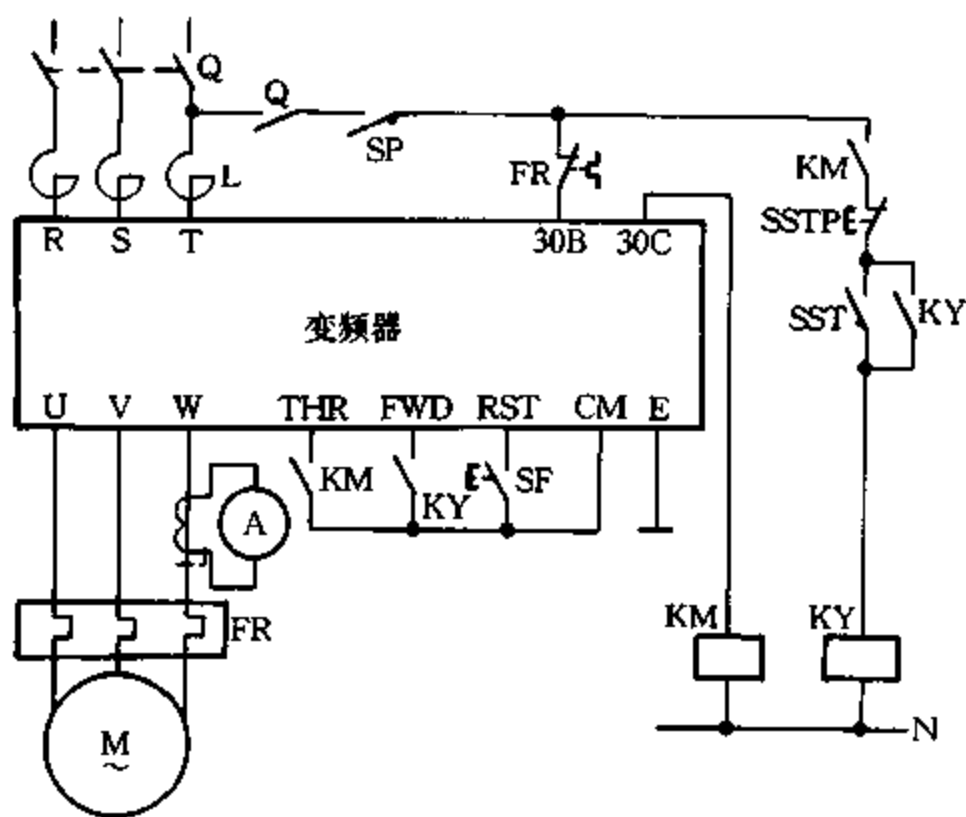 Q
Q
SP
L
FR
KM
SSTP
R S T 30B 30C
SST KY
变频器
U V W THR FWD RST CM E
KM KY SF
A
FR
KM KY
M
~
N